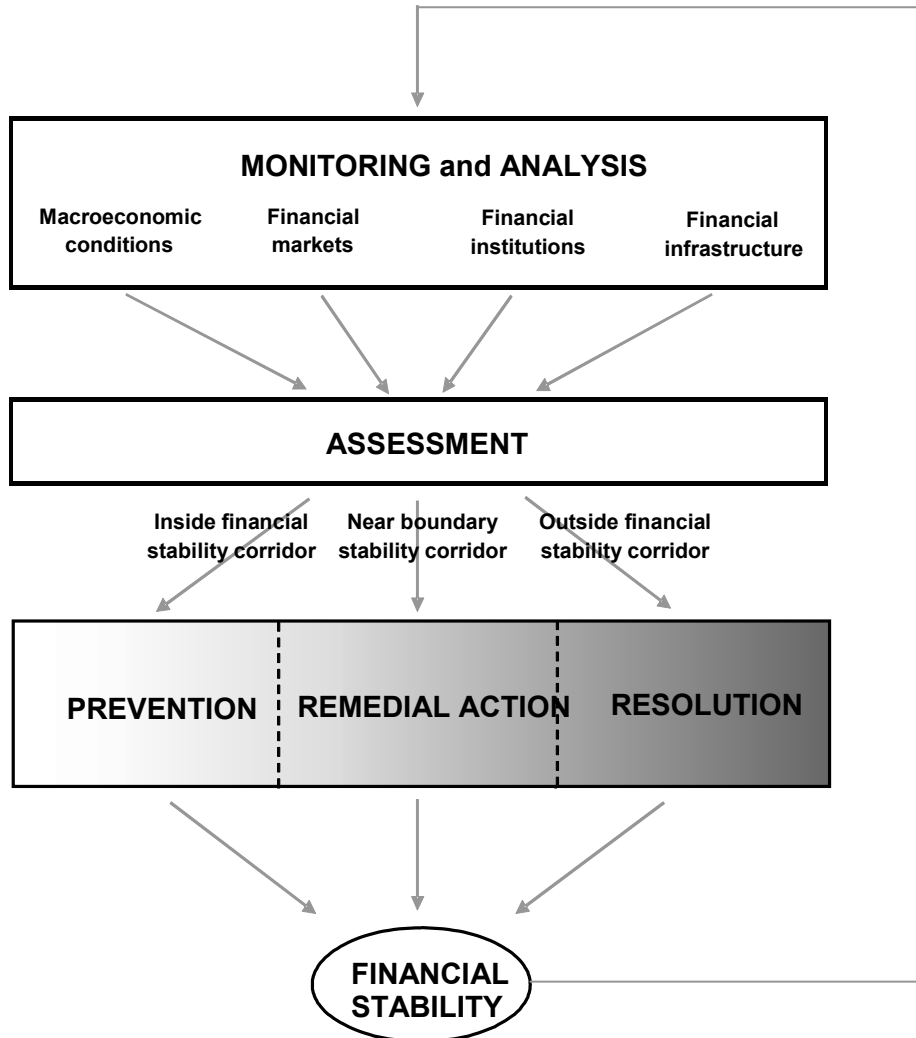 MONITORING and ANALYSIS
Macroeconomic
conditions
Financial
markets
Financial
institutions
Financial
infrastructure
ASSESSMENT
Inside financial
stability corridor
Near boundary
stability corridor
Outside financial
stability corridor
PREVENTION
REMEDIAL ACTION
RESOLUTION
FINANCIAL
STABILITY